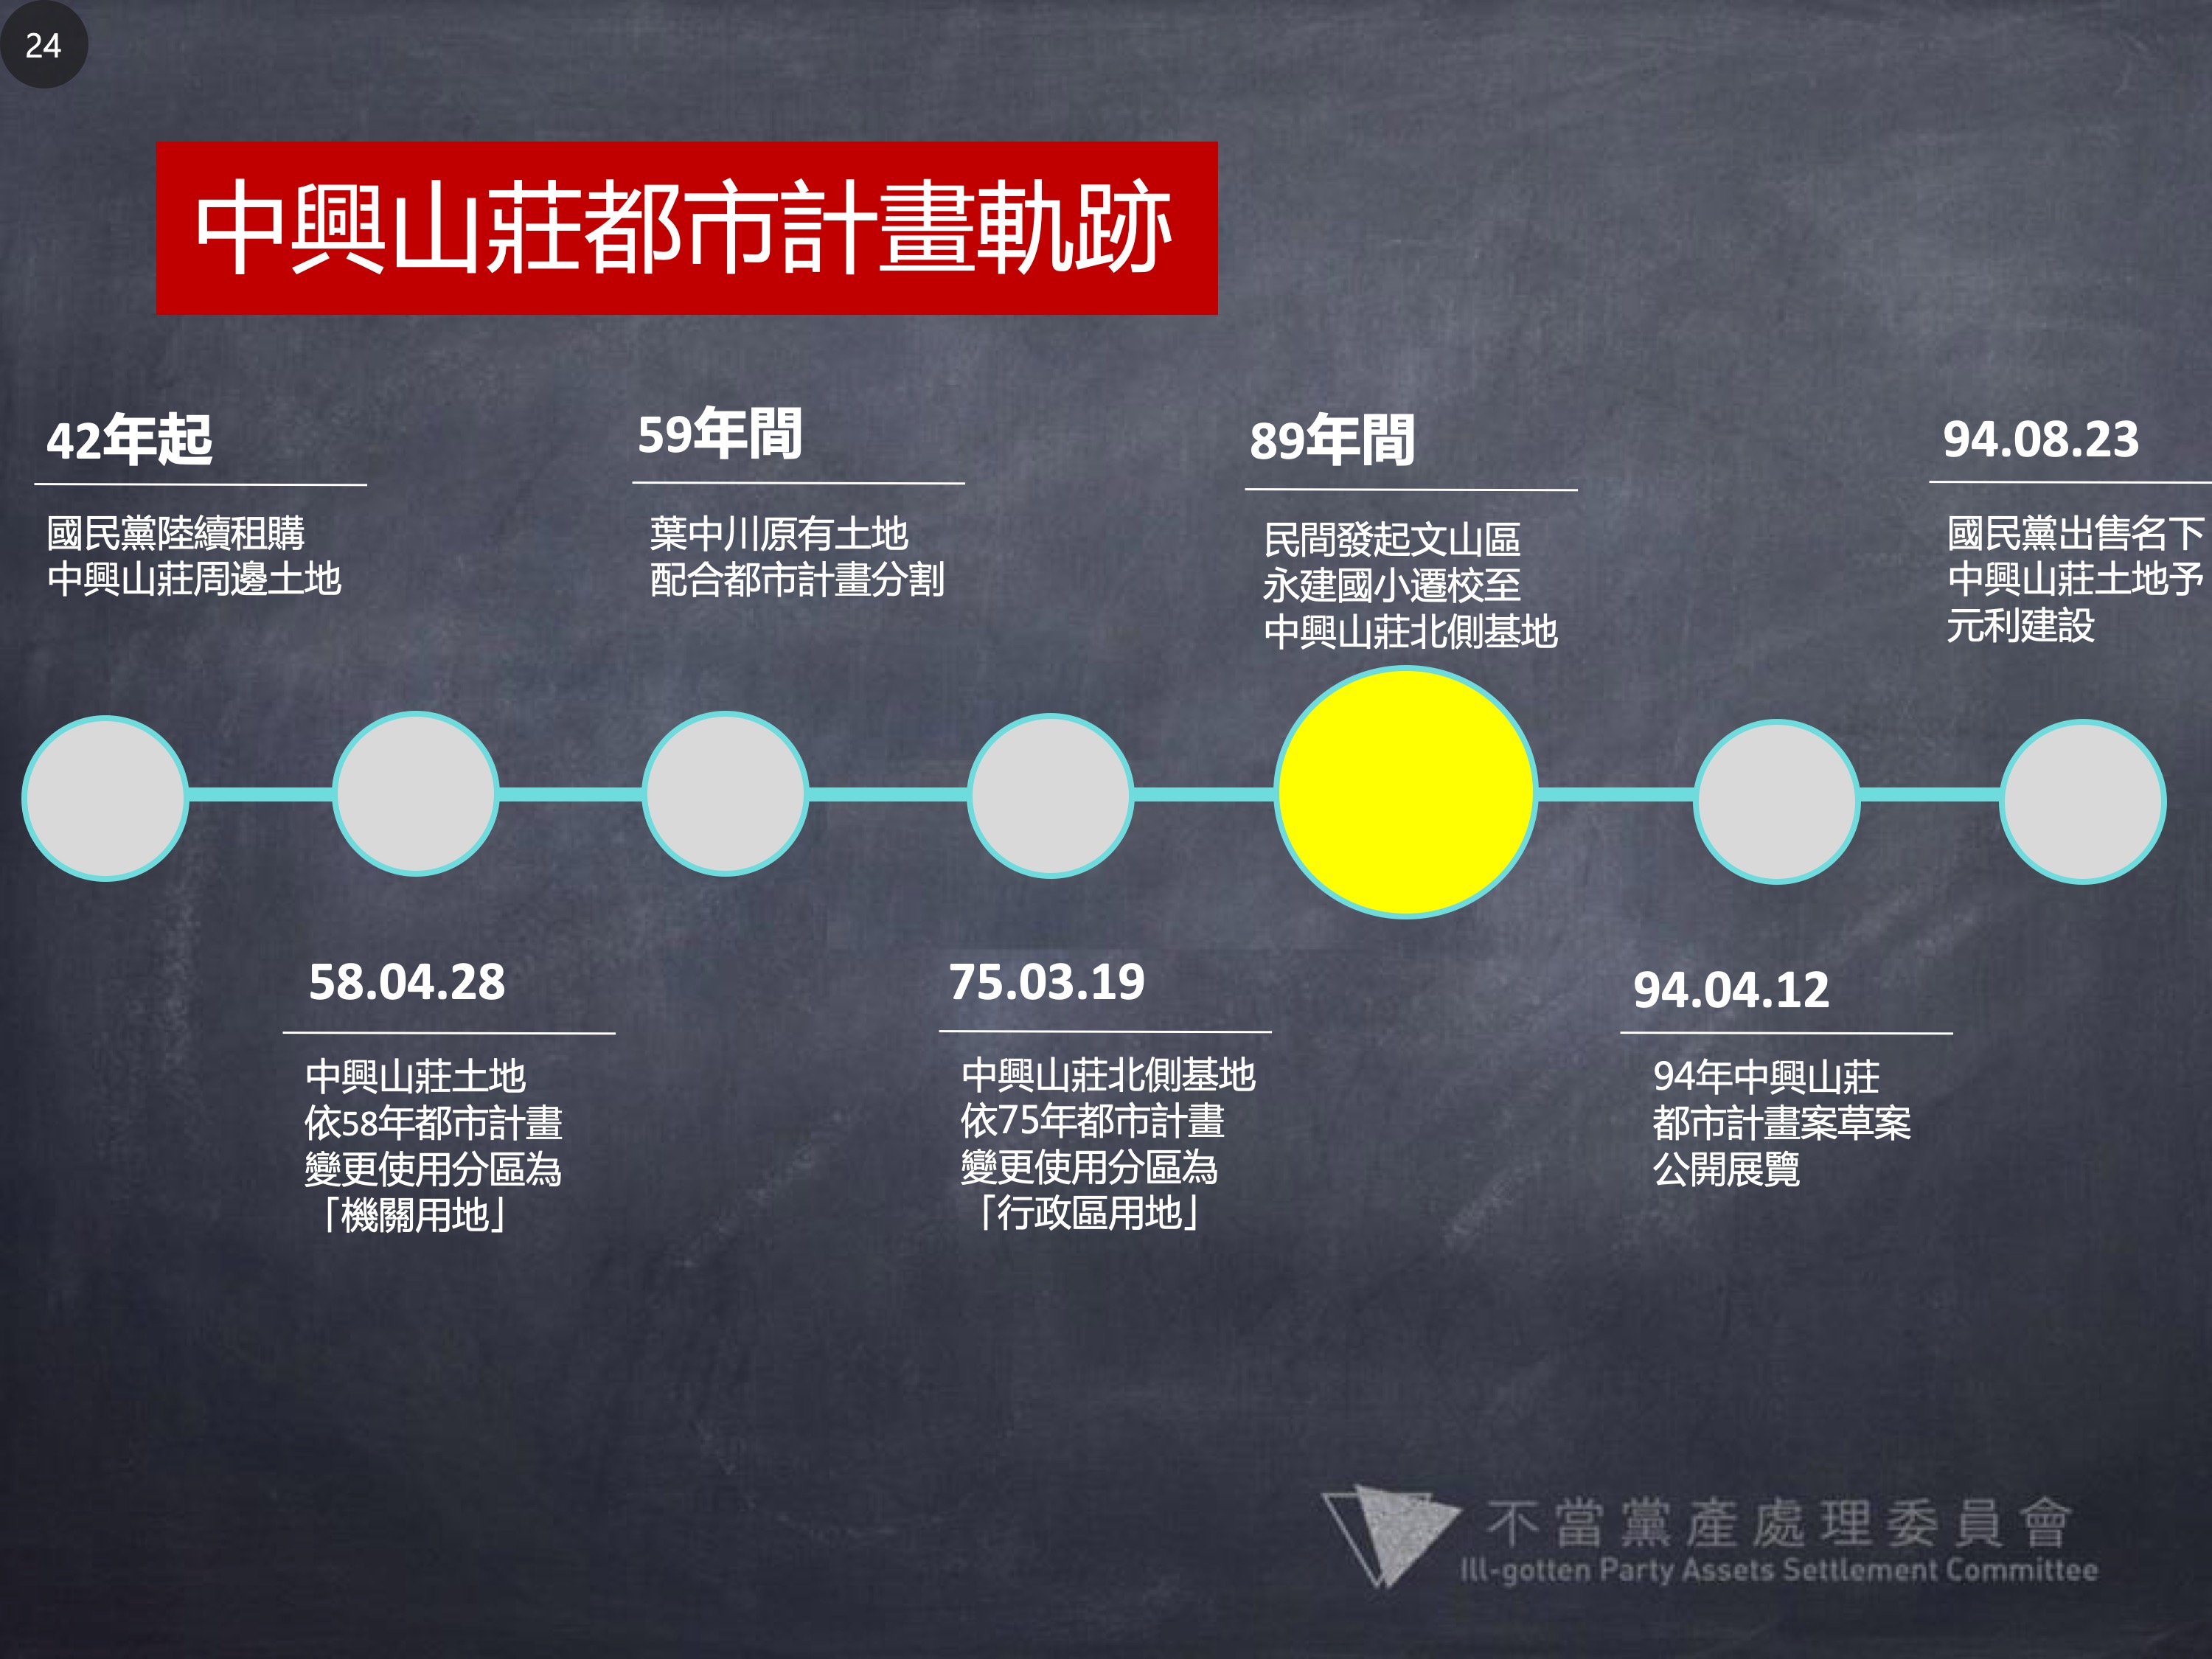 24
中興山莊都市計畫軌跡
42年起
國民黨陸續租購
中興山莊周邊土地
58.04.28
中興山莊土地
依58年都市計畫
變更使用分區為
「機關用地」
59年間
葉中川原有土地
配合都市計畫分割
75.03.19
中興山莊北側基地
依75年都市計畫
變更使用分區為
「行政區用地」
89年間
民間發起文山區
永建國小遷校至
中興山莊北側基地
94.04.12
94年中興山莊
都市計畫案草案
公開展覽
94.08.23
國民黨出售名下
中興山莊土地予
元利建設
不當黨產處理委員會
Ill-gotten Party Assets Settlement Committee